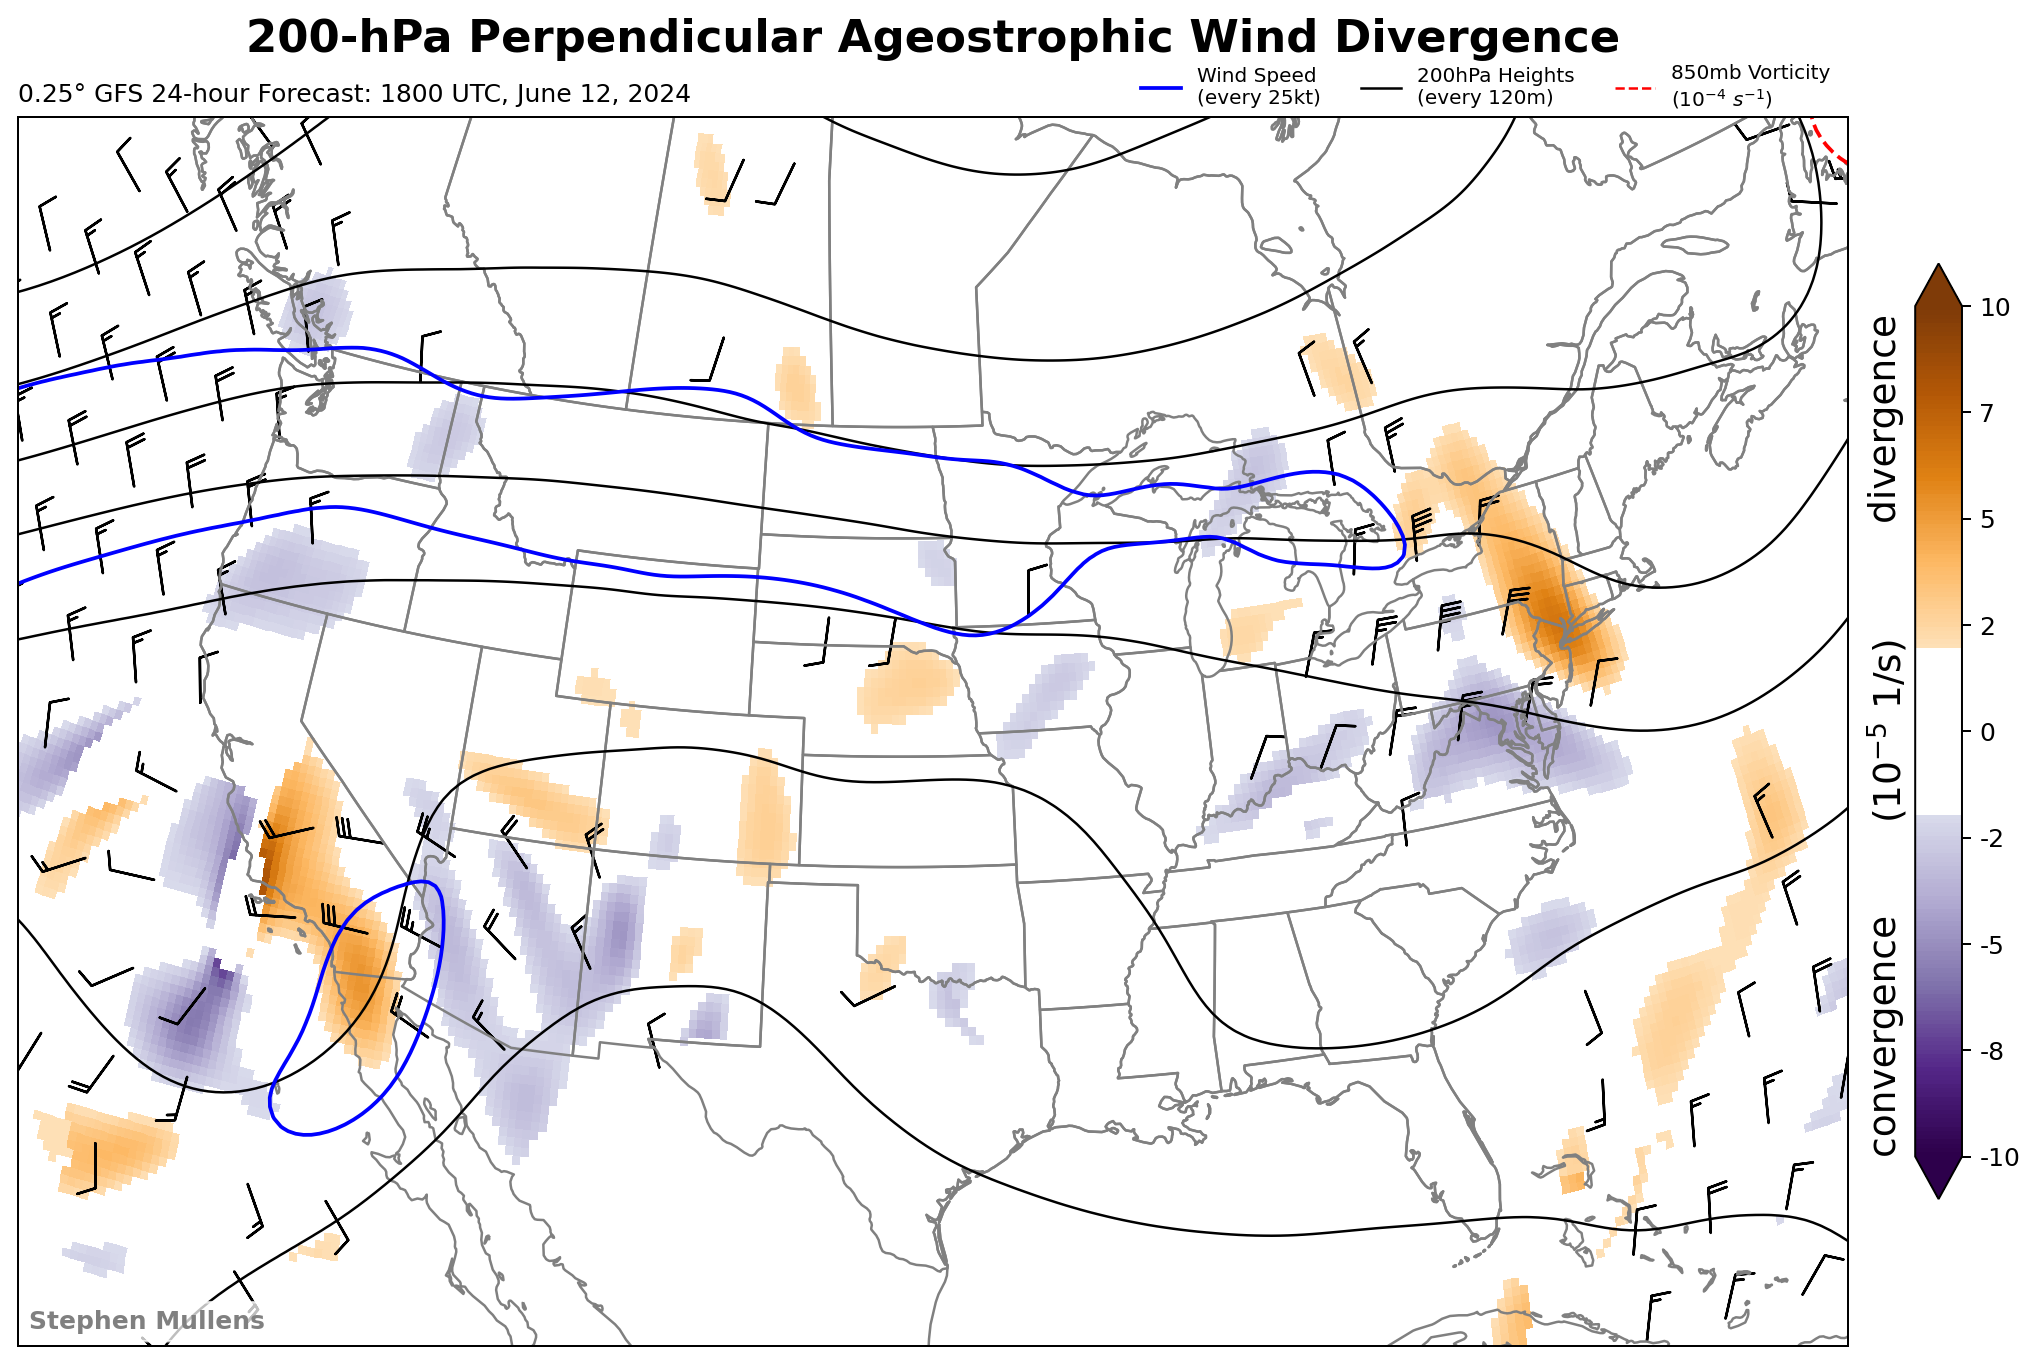 200-hPa Perpendicular Ageostrophic Wind Divergence
0.25° GFS 24-hour Forecast: 1800 UTC, June 12, 2024
Wind Speed
(every 25kt)
200hPa Heights
(every 120m)
850mb Vorticity
(10⁻⁴ s⁻¹)
10
7
5
2
0
-2
-5
-8
-10
convergence (10⁻⁵ 1/s) divergence
Stephen Mullens